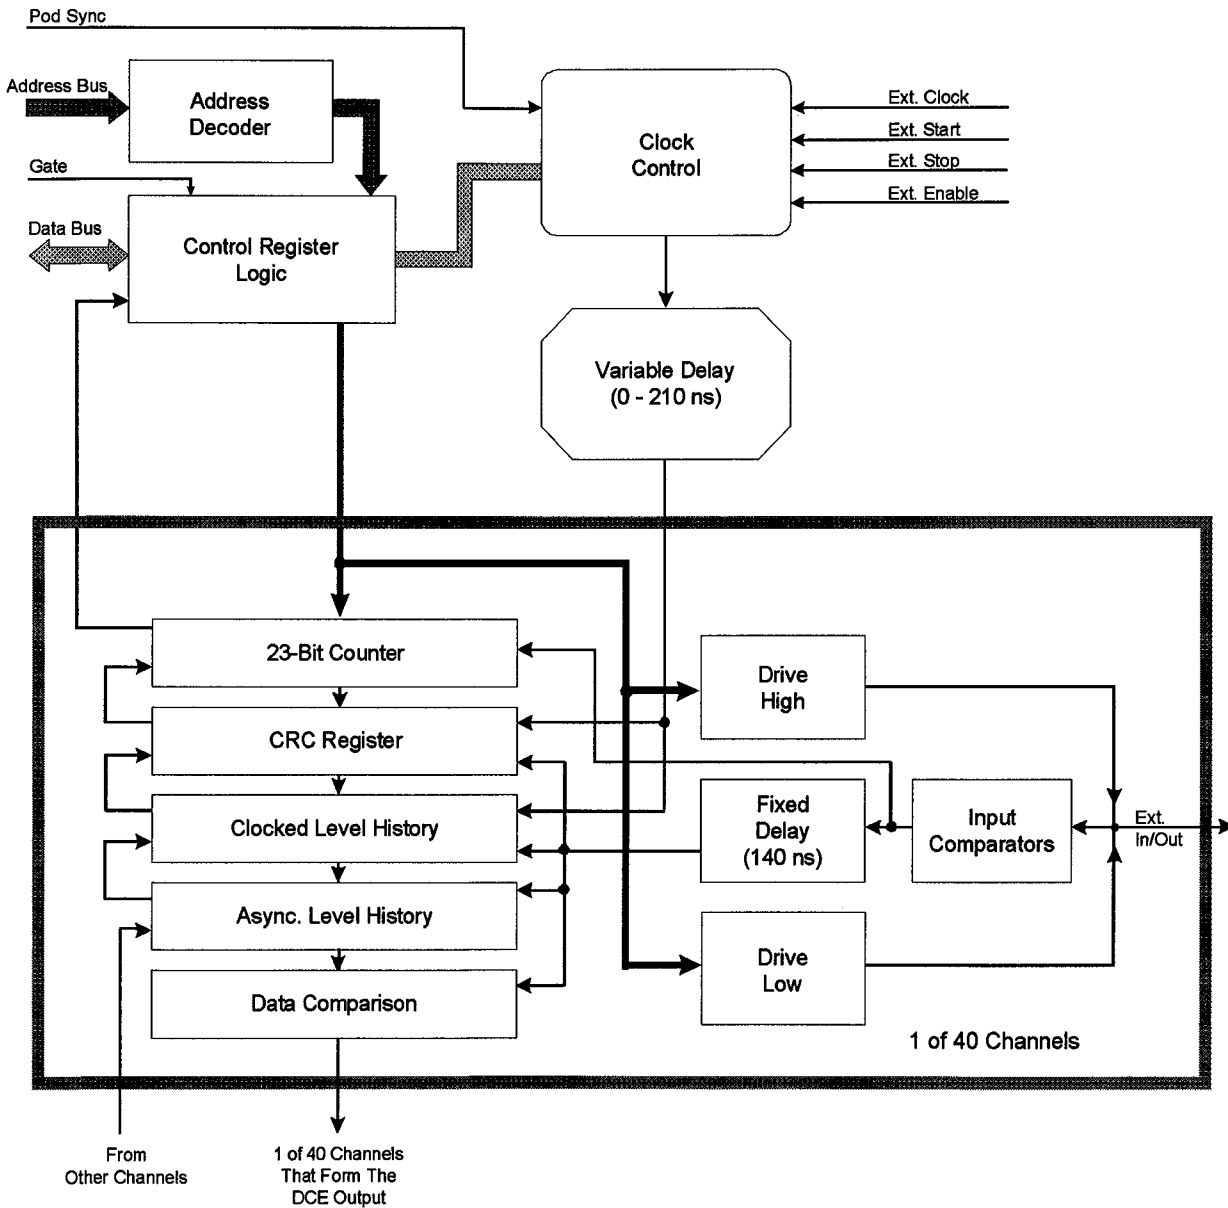 Pod Sync
Address Bus
Address
Decoder
Gate
Data Bus
Control Register
Logic
Clock
Control
Ext. Clock
Ext. Start
Ext. Stop
Ext. Enable
Variable Delay
(0 - 210 ns)
23-Bit Counter
CRC Register
Clocked Level History
Async. Level History
Data Comparison
Drive
High
Fixed
Delay
(140 ns)
Input
Comparators
Ext.
In/Out
Drive
Low
1 of 40 Channels
From
Other Channels
1 of 40 Channels
That Form The
DCE Output